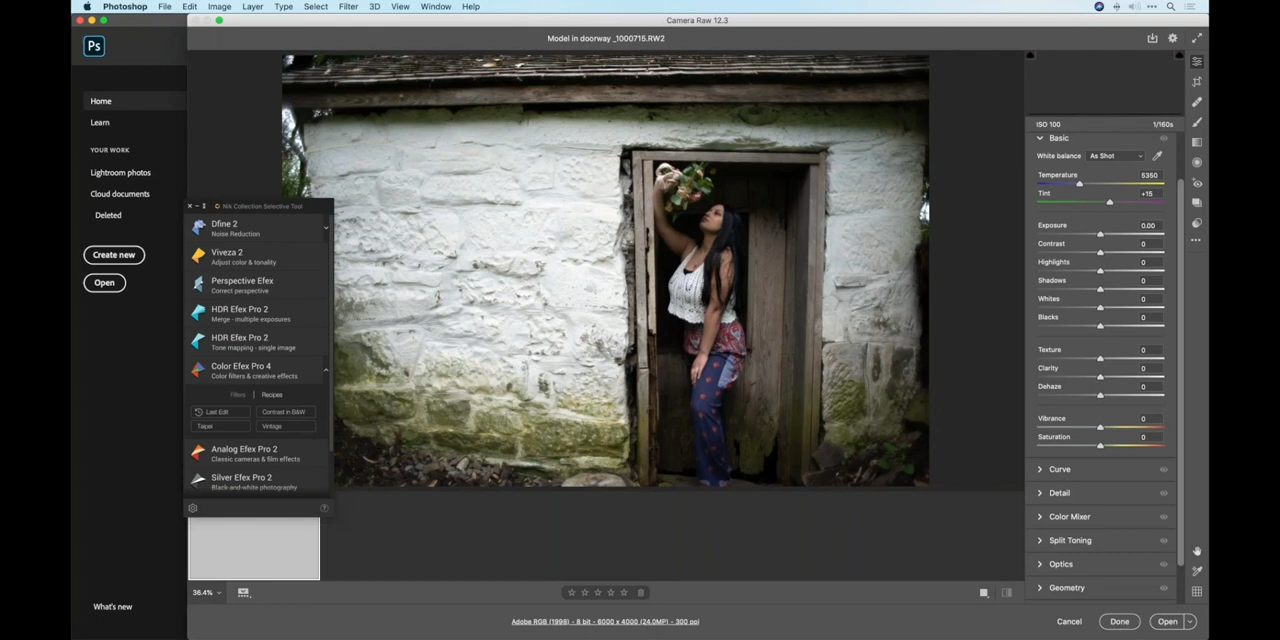 Photoshop File Edit Image Layer Type Select Filter 3D View Window Help
Camera Raw 12.3
Model in doorway _1000715.RW2
Ps
Home
Learn
YOUR WORK
Lightroom photos
Cloud documents
Deleted
Create new
Open
What's new
Nik Collection Selective Tool
Dfine 2
Noise Reduction
Viveza 2
Adjust color & tonality
Perspective Efex
Correct perspective
HDR Efex Pro 2
Merge - multiple exposures
HDR Efex Pro 2
Tone mapping - single image
Color Efex Pro 4
Color filters & creative effects
Filters | Recipes
Last Edit Contrast in B&W
Taipei Vintage
Analog Efex Pro 2
Classic cameras & film effects
Silver Efex Pro 2
Black-and-white photography
?
ISO 100 1/160s
Basic
White balance As Shot
Temperature 5350
Tint +15
Exposure 0.00
Contrast 0
Highlights 0
Shadows 0
Whites 0
Blacks 0
Texture 0
Clarity 0
Dehaze 0
Vibrance 0
Saturation 0
Curve
Detail
Color Mixer
Split Toning
Optics
Geometry
36.4%
Adobe RGB (1998) - 8 bit - 6000 x 4000 (24.0MP) - 300 ppi
Cancel Done Open